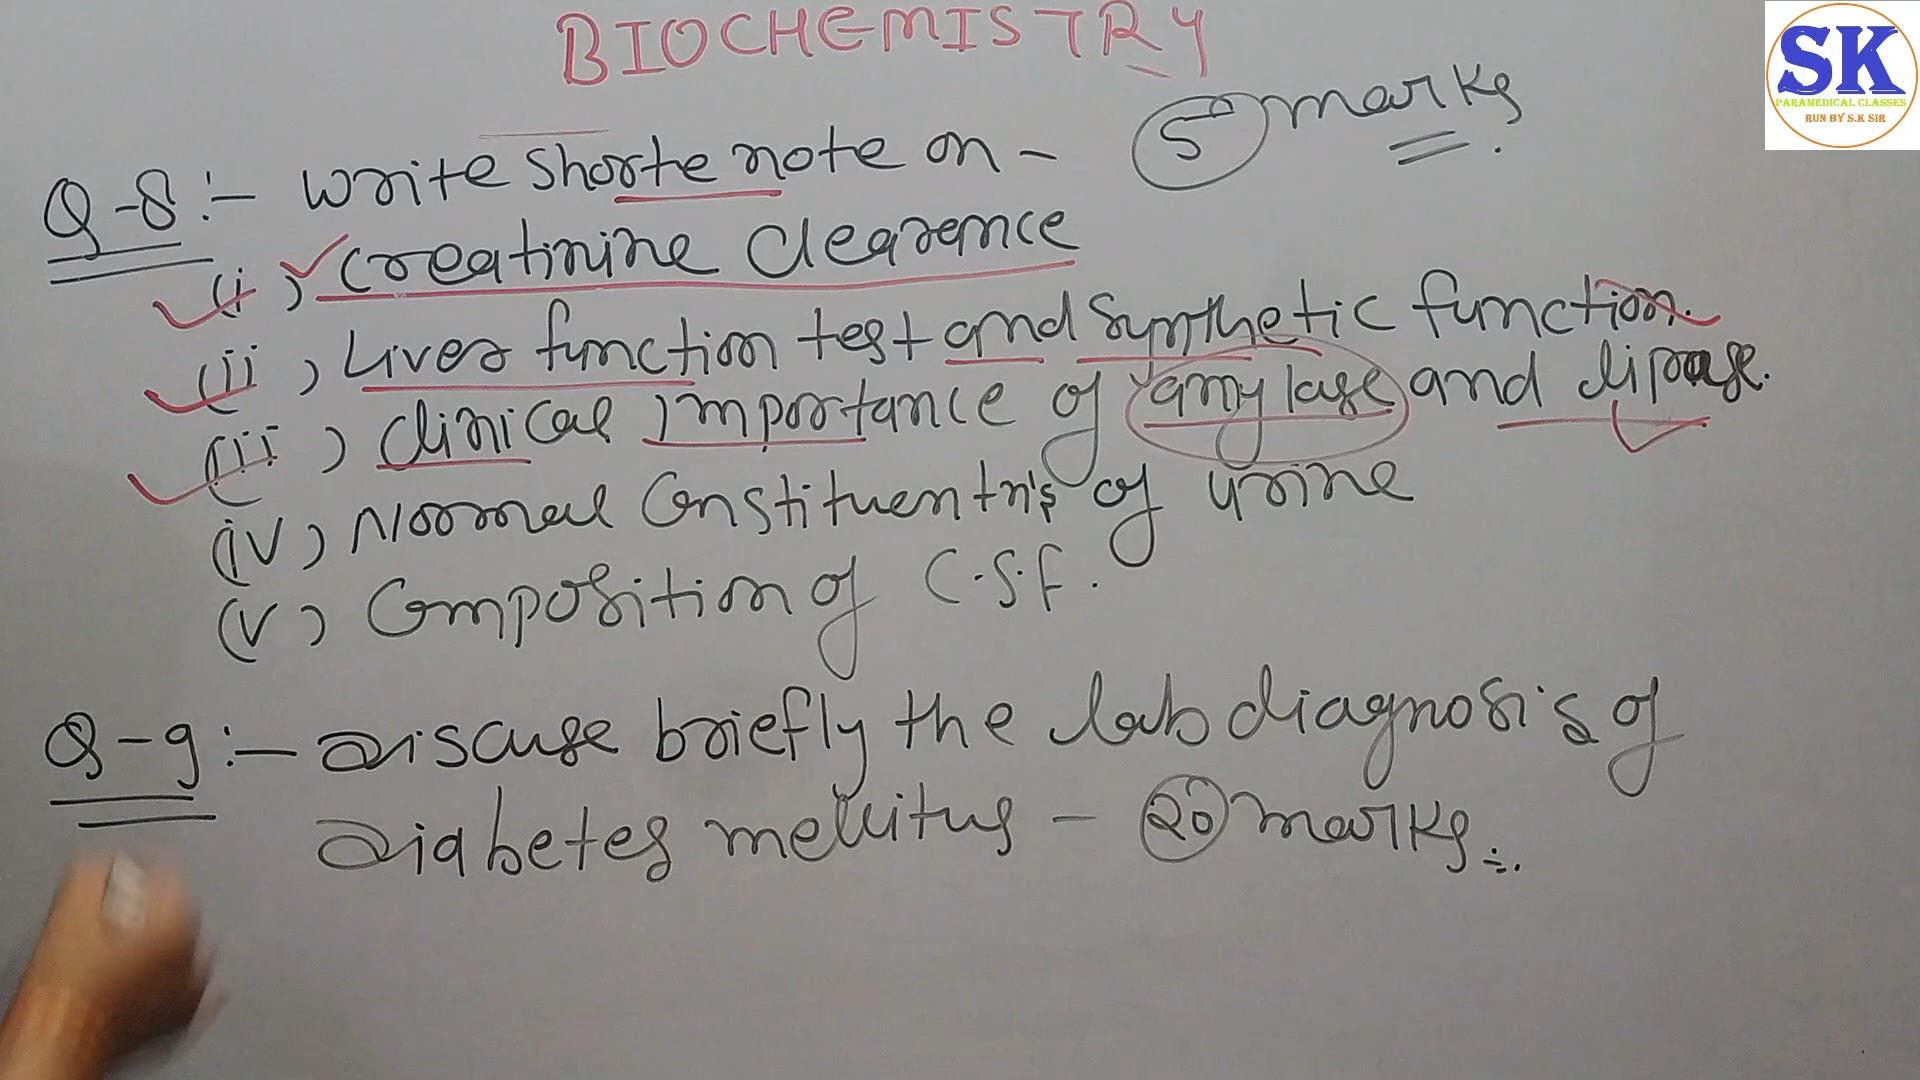 BIOCHEMISTRY
SK
PARAMEDICAL CLASSES
RUN BY S.K SIR
Q-8:- write shorte note on - 5 marks.
(i) Creatinine Clearence
(ii) Liver function test and synthetic function.
(iii) Clinical importance of amylase and lipase.
(iv) Normal Constituents of urine
(v) Composition of C.S.F.
Q-9:- Discuse briefly the lab diagnosis of
Diabetes mellitus - 20 marks